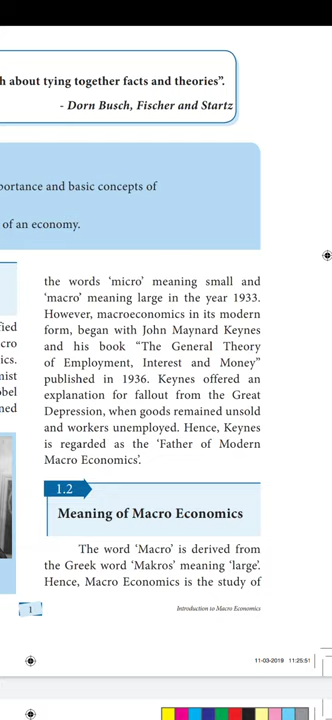 h about tying together facts and theories”.
- Dorn Busch, Fischer and Startz
portance and basic concepts of
of an economy.
the words ‘micro’ meaning small and
‘macro’ meaning large in the year 1933.
However, macroeconomics in its modern
form, began with John Maynard Keynes
and his book “The General Theory
of Employment, Interest and Money”
published in 1936. Keynes offered an
explanation for fallout from the Great
Depression, when goods remained unsold
and workers unemployed. Hence, Keynes
is regarded as the ‘Father of Modern
Macro Economics’.
fied
cro
ics.
mist
obel
ned
1.2
Meaning of Macro Economics
The word ‘Macro’ is derived from
the Greek word ‘Makros’ meaning ‘large’.
Hence, Macro Economics is the study of
1
Introduction to Macro Economics
11-03-2019 11:25:51